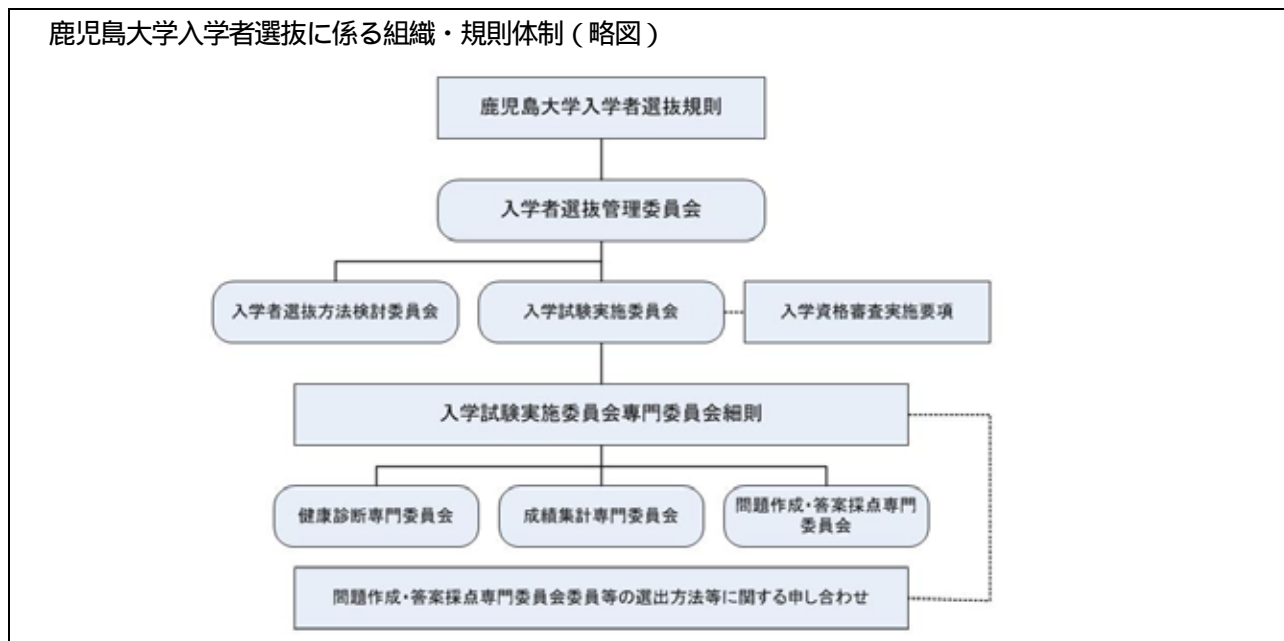 鹿児島大学入学者選抜に係る組織・規則体制(略図)
鹿児島大学入学者選抜規則
入学者選抜管理委員会
入学者選抜方法検討委員会
入学試験実施委員会
入学資格審査実施要項
入学試験実施委員会専門委員会細則
健康診断専門委員会
成績集計専門委員会
問題作成・答案採点専門
委員会
問題作成・答案採点専門委員会委員等の選出方法等に関する申し合わせ